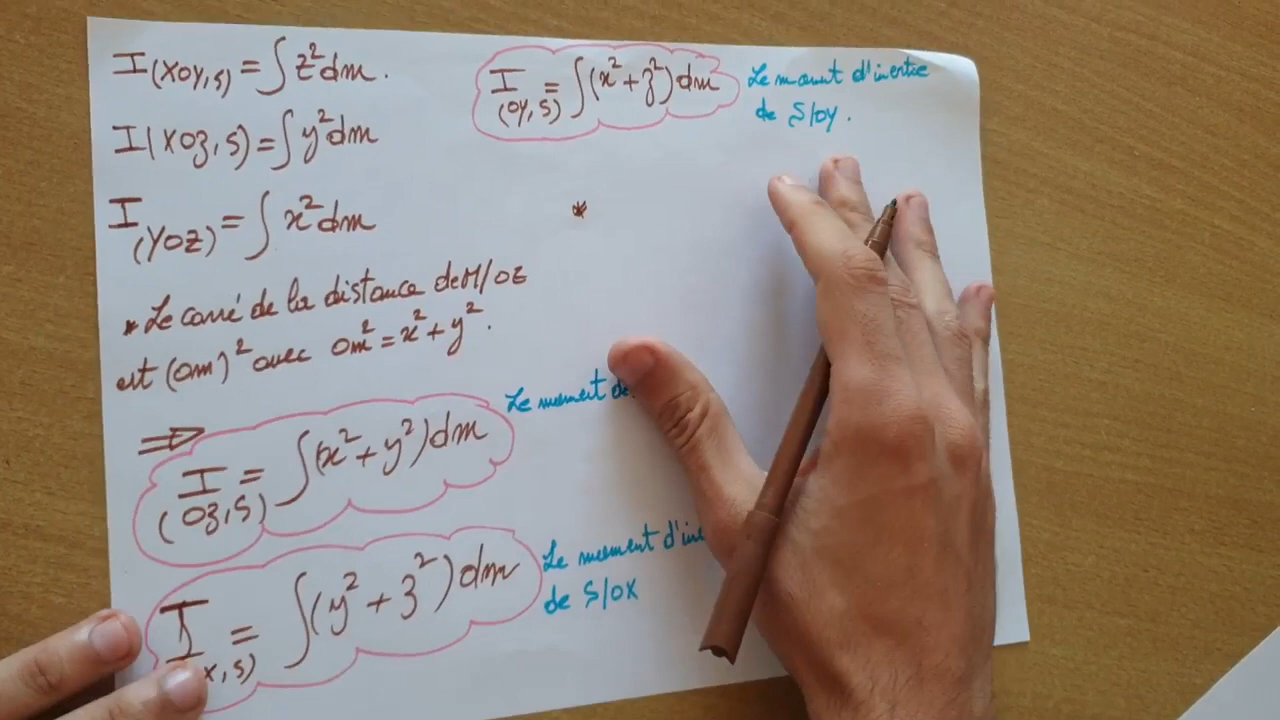 I(XOY,S) = ∫z²dm.
I(XOz,S) = ∫y²dm
I(YOZ) = ∫x²dm
* Le carré de la distance de M/OZ
est (Om)² avec Om² = x² + y².
⇒ I(Oz,S) = ∫(x² + y²)dm
Le moment
I x,S) = ∫(y² + z²)dm
Le moment
de S/OX
I(OY,S) = ∫(x² + z²)dm
Le moment d'inertie
de S/OY.
*